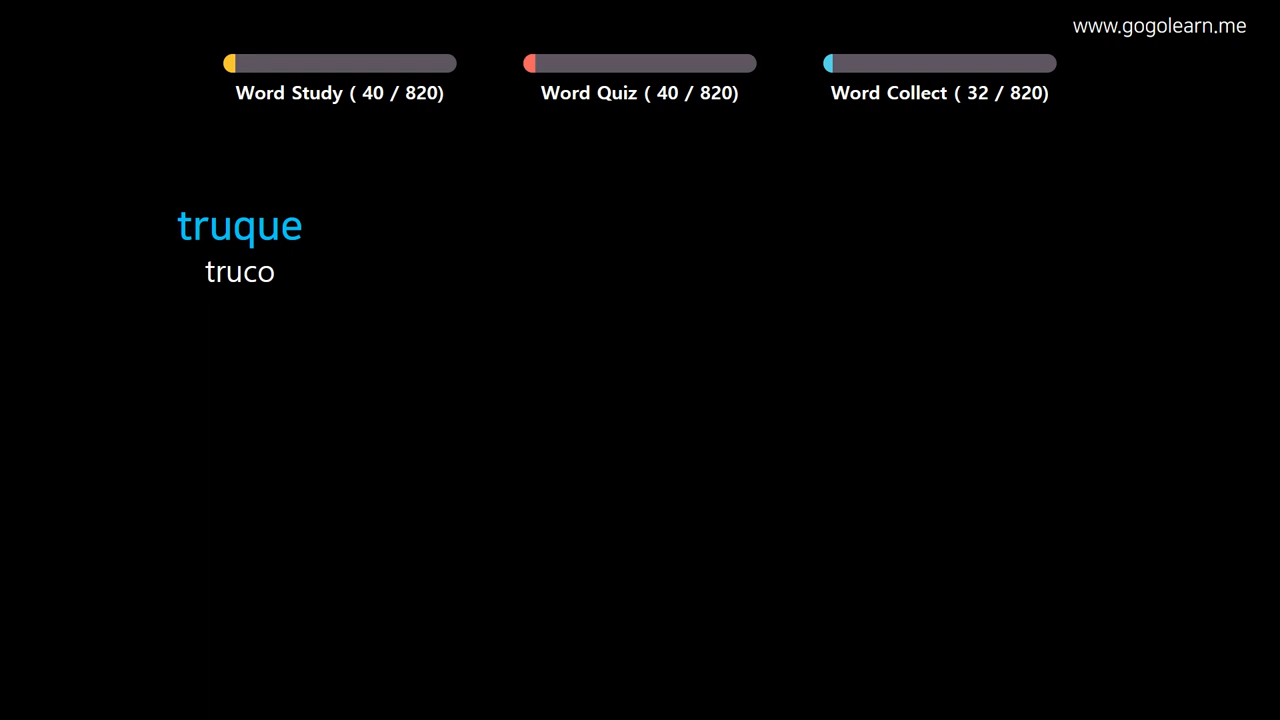 www.gogolearn.me
Word Study ( 40 / 820)
Word Quiz ( 40 / 820)
Word Collect ( 32 / 820)
truque
truco